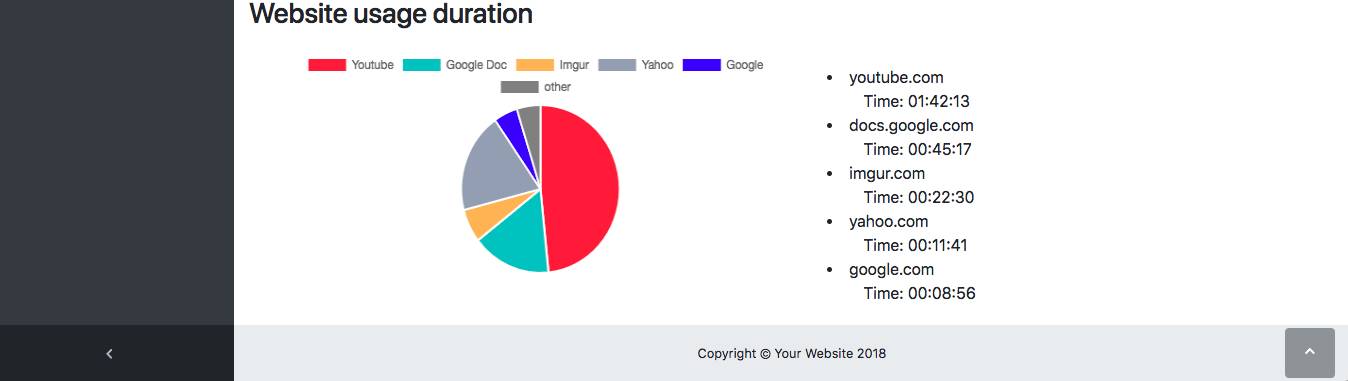 Website usage duration
Youtube Google Doc Imgur Yahoo Google
other
youtube.com
Time: 01:42:13
docs.google.com
Time: 00:45:17
imgur.com
Time: 00:22:30
yahoo.com
Time: 00:11:41
google.com
Time: 00:08:56
Copyright © Your Website 2018